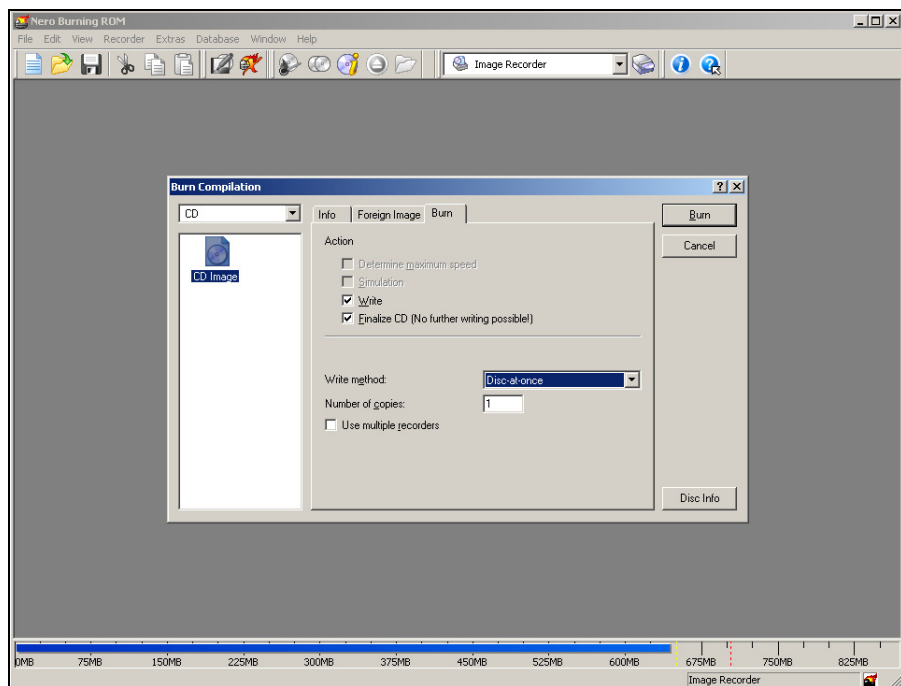 Nero Burning ROM
File Edit View Recorder Extras Database Window Help
Image Recorder
Burn Compilation
CD
CD Image
Info Foreign Image Burn
Action
Determine maximum speed
Simulation
Write
Finalize CD (No further writing possible!)
Write method: Disc-at-once
Number of copies: 1
Use multiple recorders
Burn
Cancel
Disc Info
0MB 75MB 150MB 225MB 300MB 375MB 450MB 525MB 600MB 675MB 750MB 825MB
Image Recorder